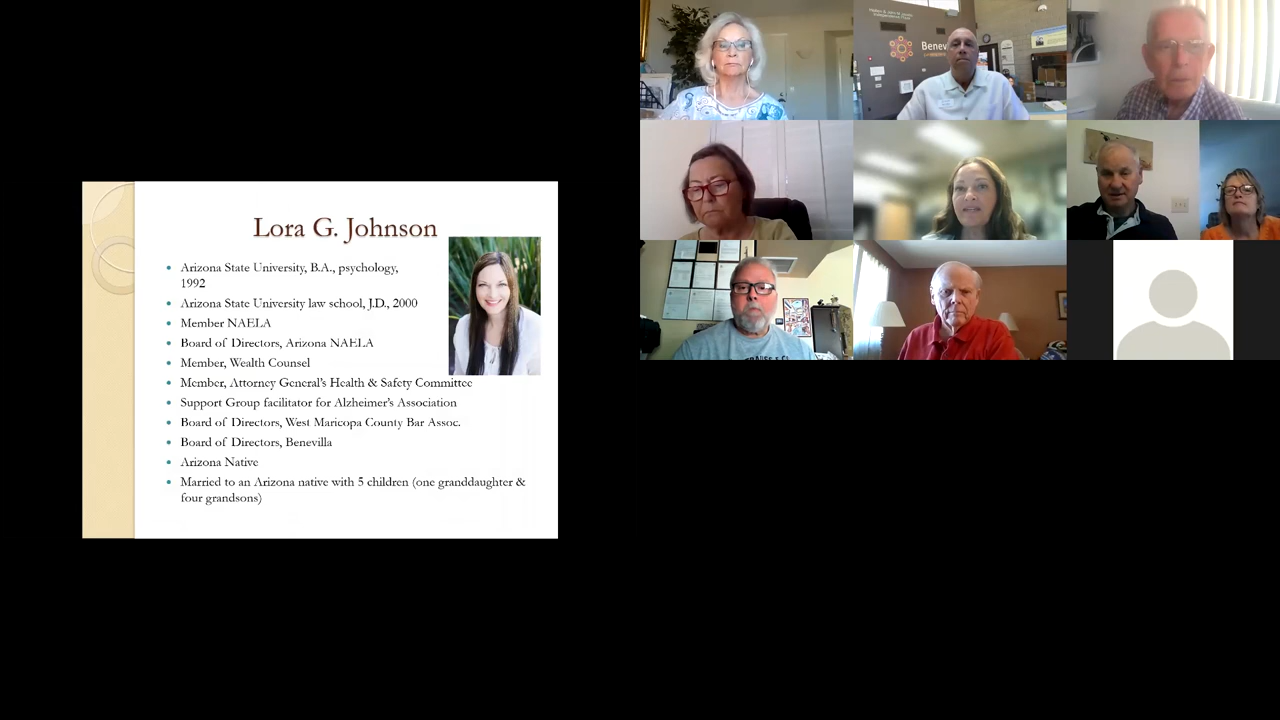 Lora G. Johnson
Arizona State University, B.A., psychology,
1992
Arizona State University law school, J.D., 2000
Member NAELA
Board of Directors, Arizona NAELA
Member, Wealth Counsel
Member, Attorney General's Health & Safety Committee
Support Group facilitator for Alzheimer's Association
Board of Directors, West Maricopa County Bar Assoc.
Board of Directors, Benevilla
Arizona Native
Married to an Arizona native with 5 children (one granddaughter &
four grandsons)
Benev